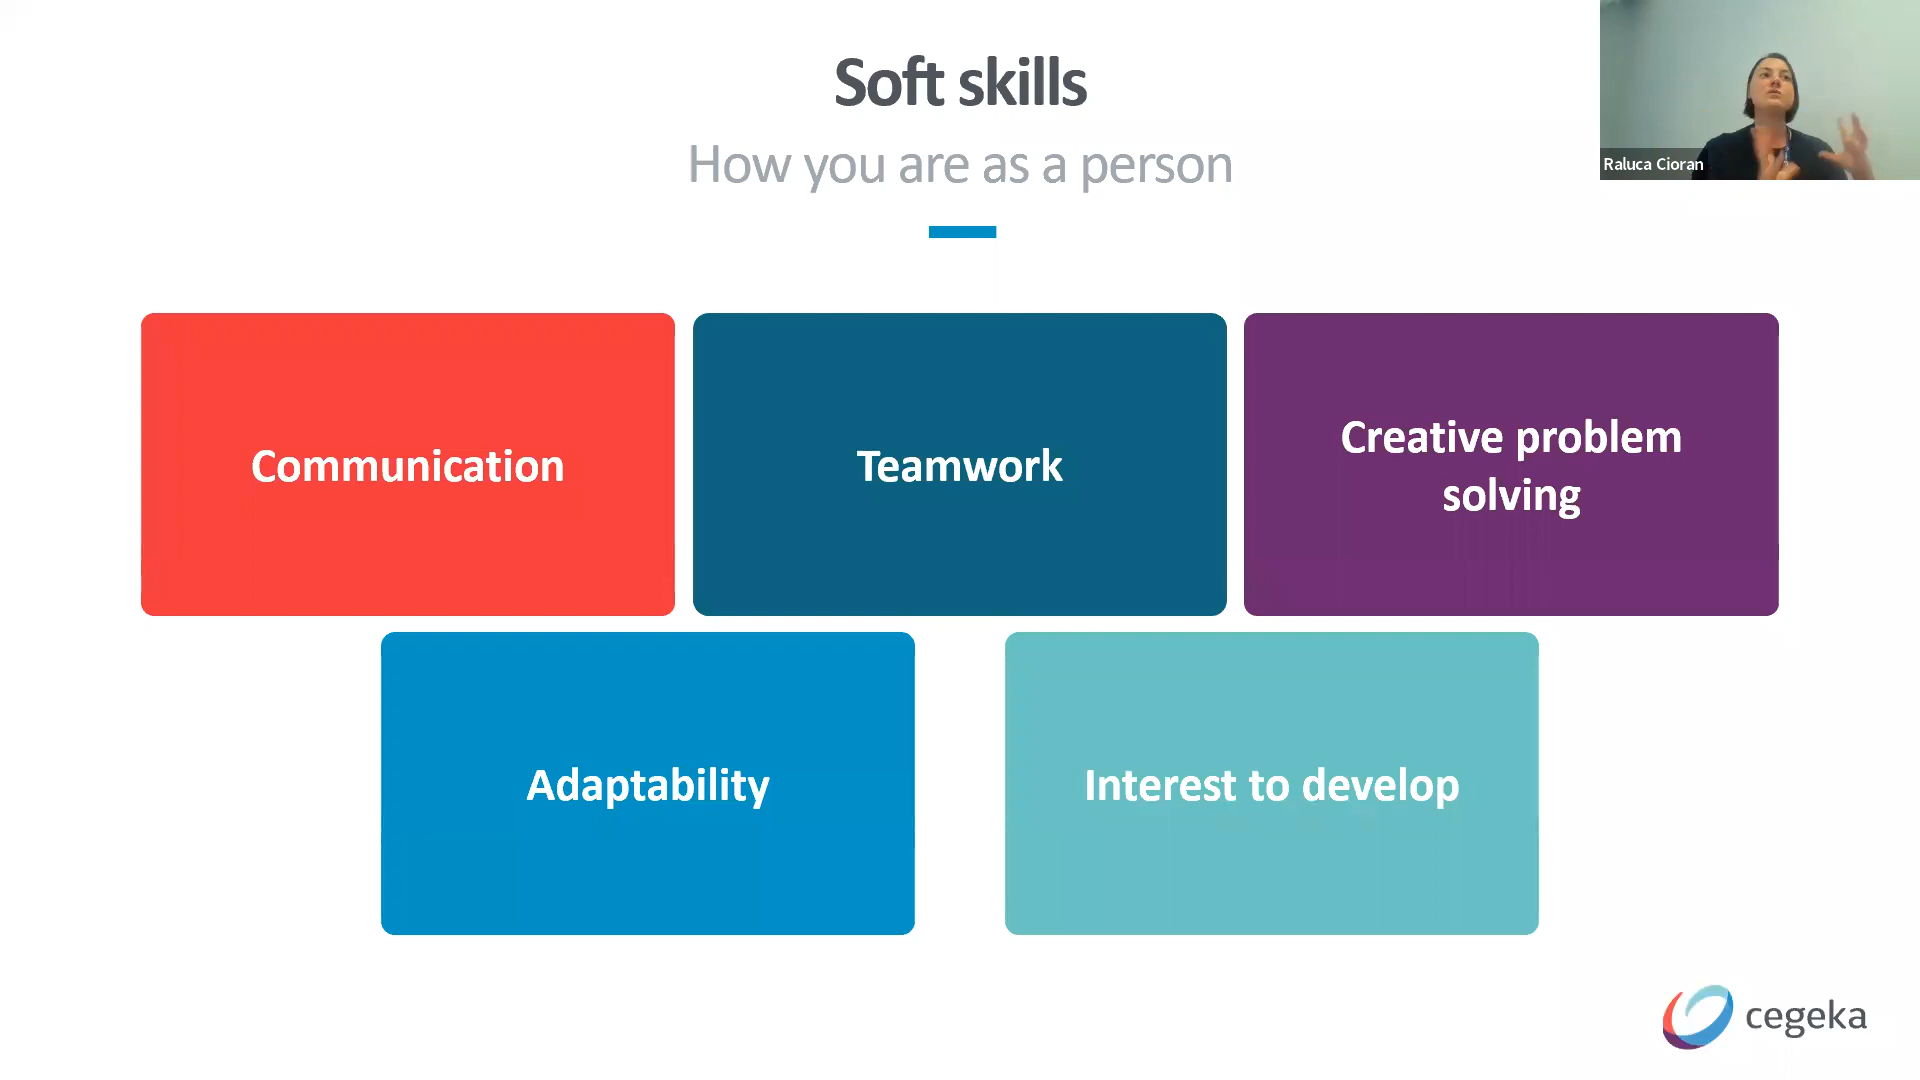 Soft skills
How you are as a person
Raluca Cioran
Communication
Teamwork
Creative problem
solving
Adaptability
Interest to develop
cegeka